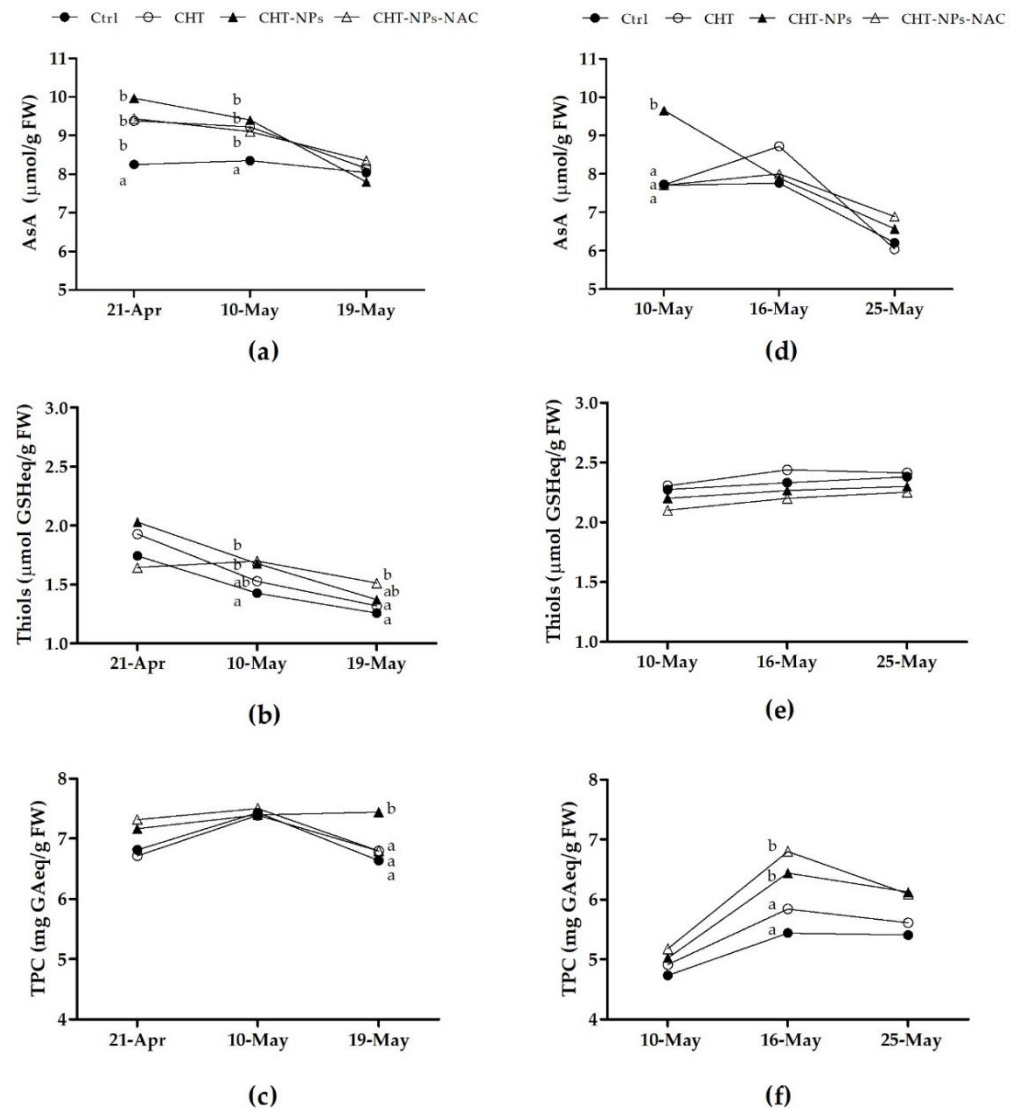 Ctrl CHT CHT-NPs CHT-NPs-NAC
11
10
9
8
7
6
5
AsA (μmol/g FW)
b
b
b
a
b
b
b
a
21-Apr 10-May 19-May
(a)
Ctrl CHT CHT-NPs CHT-NPs-NAC
11
10
9
8
7
6
5
AsA (μmol/g FW)
b
a
a
a
10-May 16-May 25-May
(d)
3.0
2.5
2.0
1.5
1.0
Thiols (μmol GSHeq/g FW)
b
b
ab
a
b
ab
a
a
21-Apr 10-May 19-May
(b)
3.0
2.5
2.0
1.5
1.0
Thiols (μmol GSHeq/g FW)
10-May 16-May 25-May
(e)
8
7
6
5
4
TPC (mg GAeq/g FW)
b
a
a
a
21-Apr 10-May 19-May
(c)
8
7
6
5
4
TPC (mg GAeq/g FW)
b
b
a
a
10-May 16-May 25-May
(f)